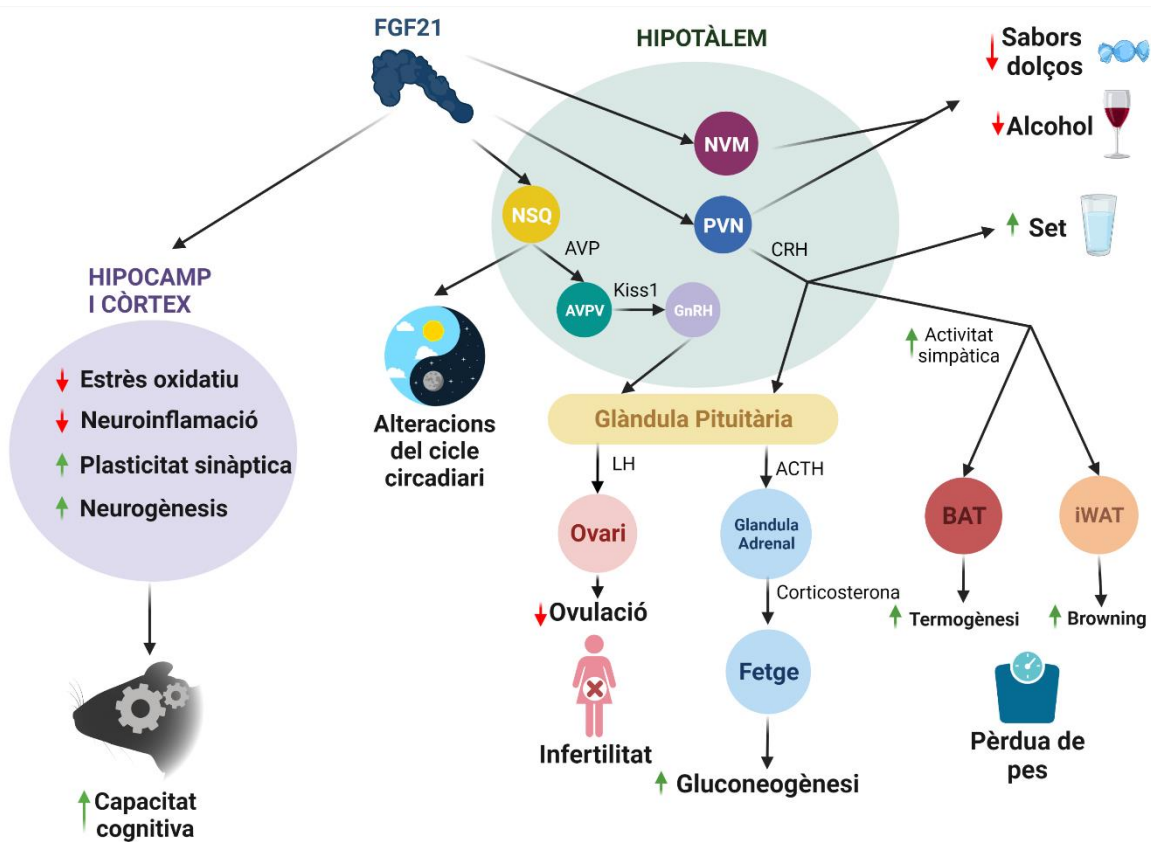 FGF21
HIPOTÀLEM
Sabors
dolços
Alcohol
Set
NVM
NSQ
PVN
AVP
CRH
Kiss1
AVPV
GnRH
HIPOCAMP
I CÒRTEX
Estrès oxidatiu
Neuroinflamació
Plasticitat sinàptica
Neurogènesis
Capacitat
cognitiva
Alteracions
del cicle
circadiari
Activitat
simpàtica
Glàndula Pituitària
LH
ACTH
Ovari
Glandula
Adrenal
BAT
iWAT
Ovulació
Corticosterona
Termogènesi
Browning
Infertilitat
Fetge
Gluconeogènesi
Pèrdua de
pes